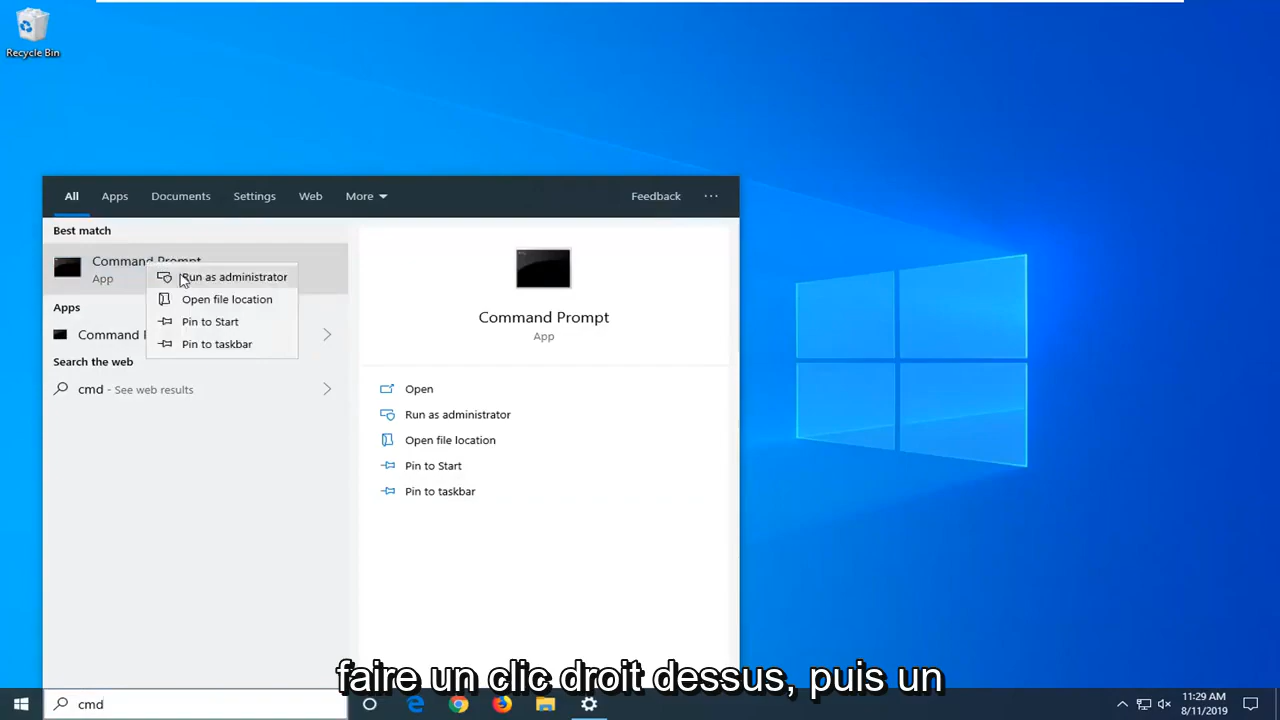 Recycle Bin
All Apps Documents Settings Web More Feedback ...
Best match
Command Prompt
App
Run as administrator
Open file location
Pin to Start
Pin to taskbar
Apps
Command
Search the web
cmd - See web results
Command Prompt
App
Open
Run as administrator
Open file location
Pin to Start
Pin to taskbar
faire un clic droit dessus, puis un
cmd
11:29 AM
8/11/2019